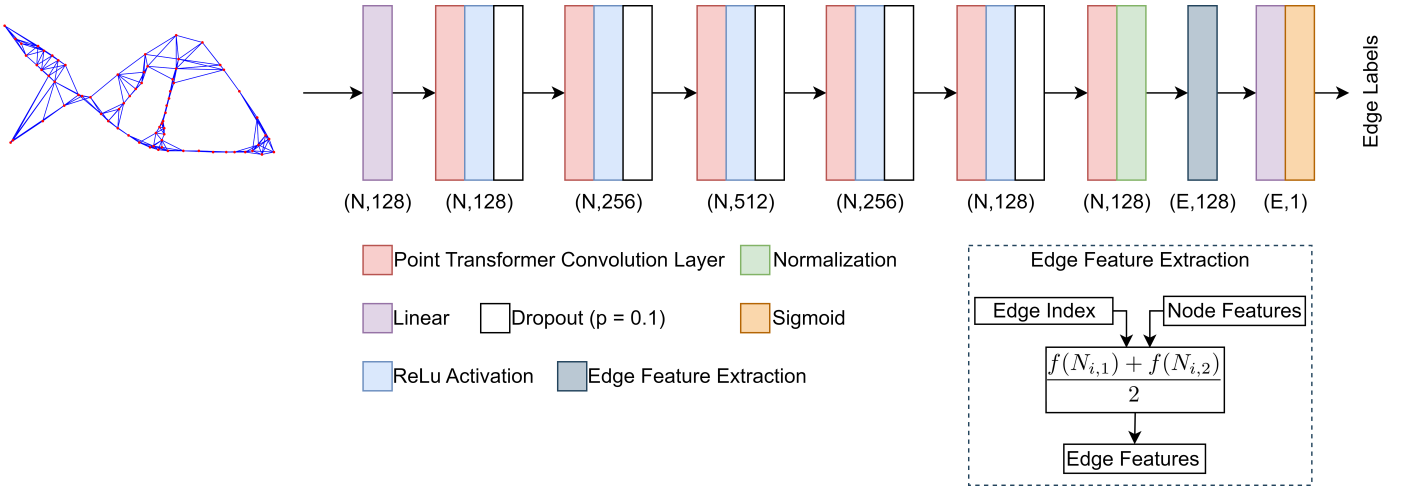 Edge Labels
(N,128) (N,128) (N,256) (N,512) (N,256) (N,128) (N,128) (E,128) (E,1)
Point Transformer Convolution Layer Normalization
Linear Dropout (p = 0.1) Sigmoid
ReLu Activation Edge Feature Extraction
Edge Feature Extraction
Edge Index Node Features
f(N_{i,1}) + f(N_{i,2})
2
Edge Features